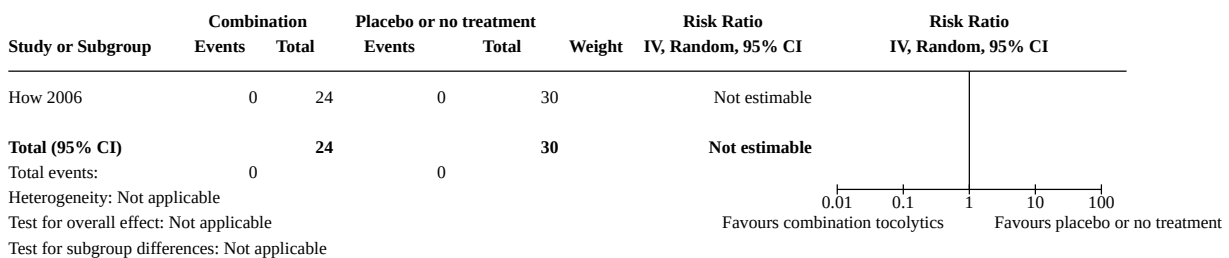 Combination Placebo or no treatment Risk Ratio Risk Ratio
Study or Subgroup Events Total Events Total Weight IV, Random, 95% CI IV, Random, 95% CI
How 2006 0 24 0 30 Not estimable
Total (95% CI) 24 30 Not estimable
Total events: 0 0
Heterogeneity: Not applicable
0.01 0.1 1 10 100
Test for overall effect: Not applicable Favours combination tocolytics Favours placebo or no treatment
Test for subgroup differences: Not applicable